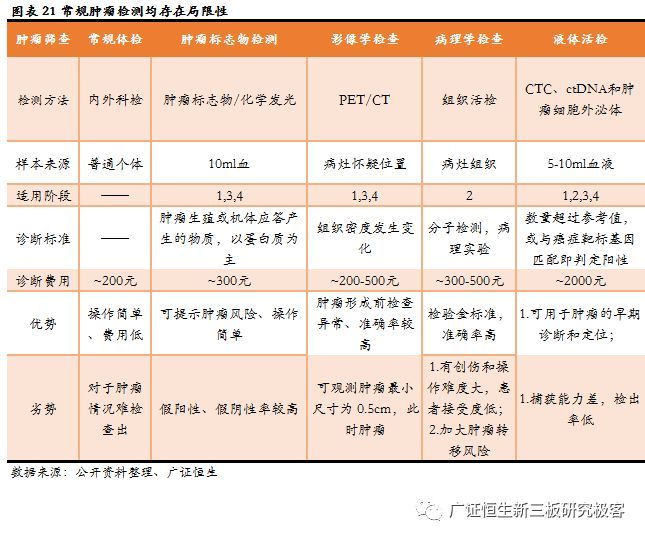 图表 21 常规肿瘤检测均存在局限性
肿瘤筛查 常规体检 肿瘤标志物检测 影像学检查 病理学检查 液体活检
检测方法 内外科检 肿瘤标志物/化学发光 PET/CT 组织活检 CTC、ctDNA和肿
瘤细胞外泌体
样本来源 普通个体 10ml血 病灶怀疑位置 病灶组织 5-10ml血液
适用阶段 —— 1,3,4 1,3,4 2 1,2,3,4
诊断标准 —— 肿瘤生殖或机体应答产
生的物质，以蛋白质为
主
组织密度发生变
化
分子检测，病
理实验
数量超过参考值，
或与癌症靶标基因
匹配即判定阳性
诊断费用 ~200元 ~300元 ~200-500元 ~300-500元 ~2000元
优势 操作简单
、费用低
可提示肿瘤风险、操作
简单
肿瘤形成前检查
异常、准确率较
高
检验金标准，
准确率高
1.可用于肿瘤的早期
诊断和定位；
劣势 对于肿瘤
情况难检
查出
假阳性、假阴性率较高
可观测肿瘤最小
尺寸为 0.5cm，此
时肿瘤
1.有创伤和操
作难度大，患
者接受度低；
2.加大肿瘤转
移风险
1.捕获能力差，检出
率低
数据来源：公开资料整理、广证恒生
广证恒生新三板研究极客